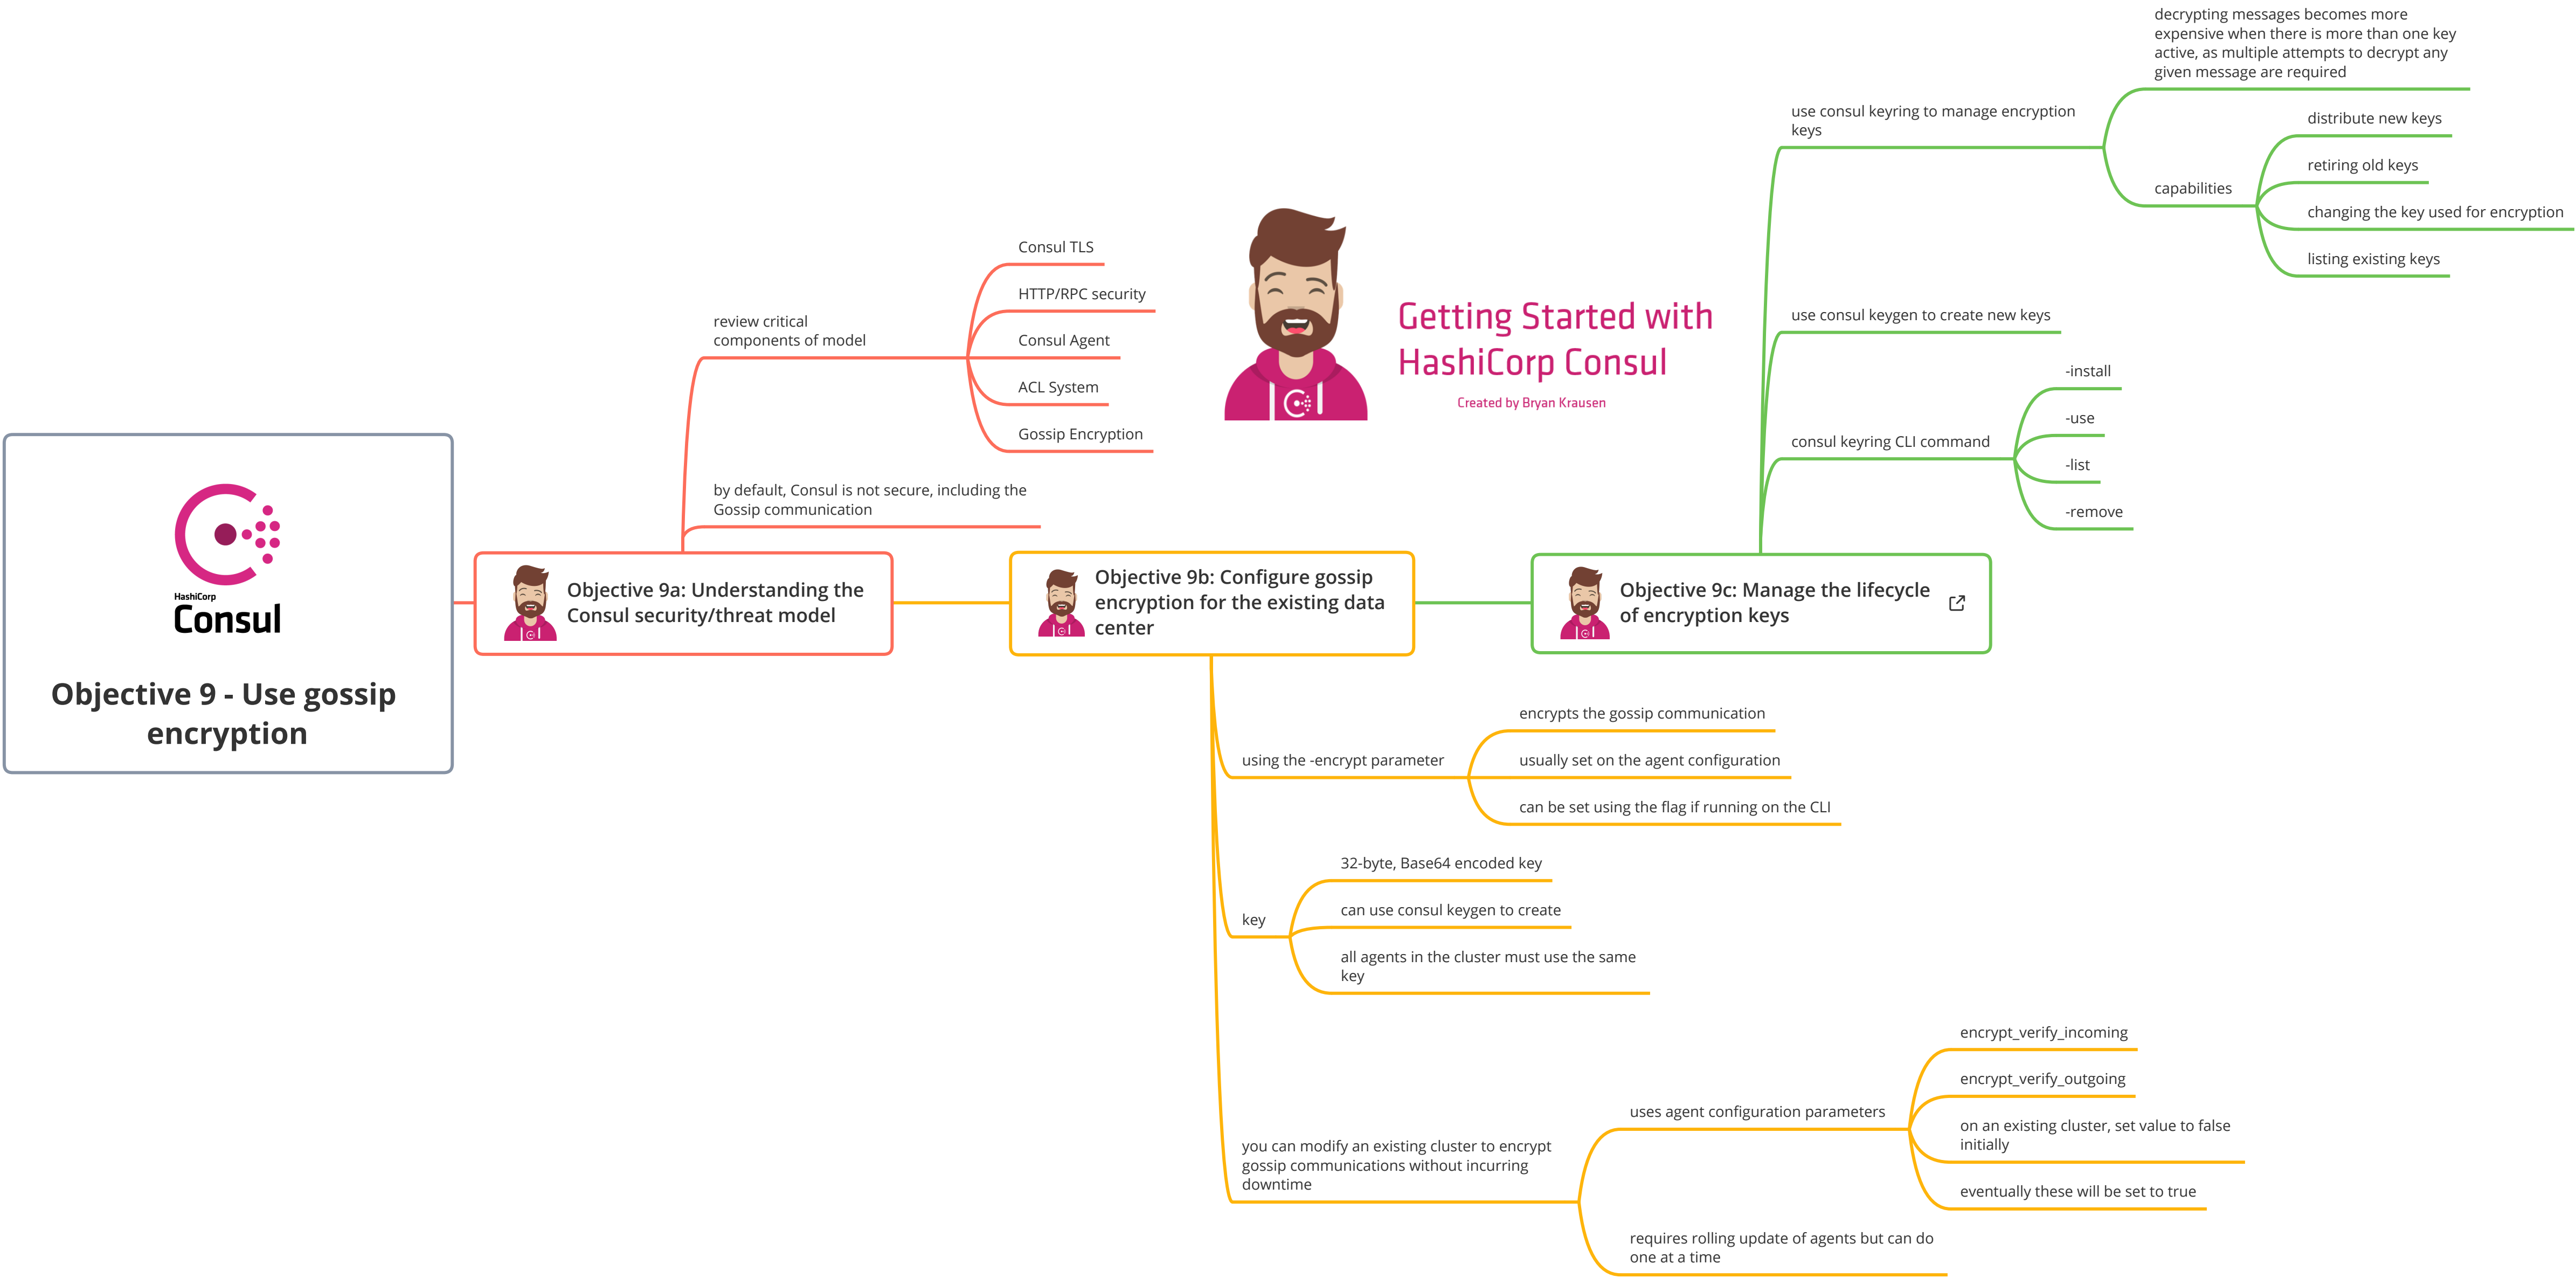 HashiCorp
Consul
Objective 9 - Use gossip
encryption
Objective 9a: Understanding the
Consul security/threat model
review critical
components of model
Consul TLS
HTTP/RPC security
Consul Agent
ACL System
Gossip Encryption
by default, Consul is not secure, including the
Gossip communication
Getting Started with
HashiCorp Consul
Created by Bryan Krausen
Objective 9b: Configure gossip
encryption for the existing data
center
using the -encrypt parameter
encrypts the gossip communication
usually set on the agent configuration
can be set using the flag if running on the CLI
key
32-byte, Base64 encoded key
can use consul keygen to create
all agents in the cluster must use the same
key
you can modify an existing cluster to encrypt
gossip communications without incurring
downtime
uses agent configuration parameters
encrypt_verify_incoming
encrypt_verify_outgoing
on an existing cluster, set value to false
initially
eventually these will be set to true
requires rolling update of agents but can do
one at a time
Objective 9c: Manage the lifecycle
of encryption keys
use consul keyring to manage encryption
keys
decrypting messages becomes more
expensive when there is more than one key
active, as multiple attempts to decrypt any
given message are required
capabilities
distribute new keys
retiring old keys
changing the key used for encryption
listing existing keys
use consul keygen to create new keys
consul keyring CLI command
-install
-use
-list
-remove